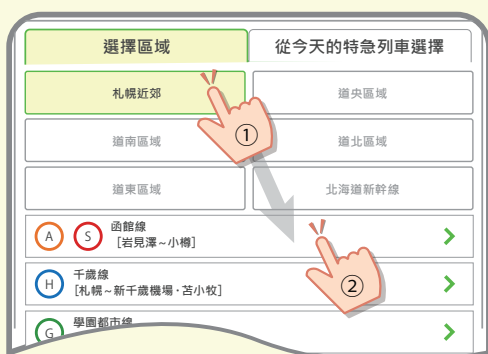 選擇區域
從今天的特急列車選擇
札幌近郊
道央區域
①
道南區域
道北區域
道東區域
北海道新幹線
A S 函館線
［岩見澤～小樽］
H 千歲線
［札幌～新千歲機場・苫小牧］
②
G 學園都市線